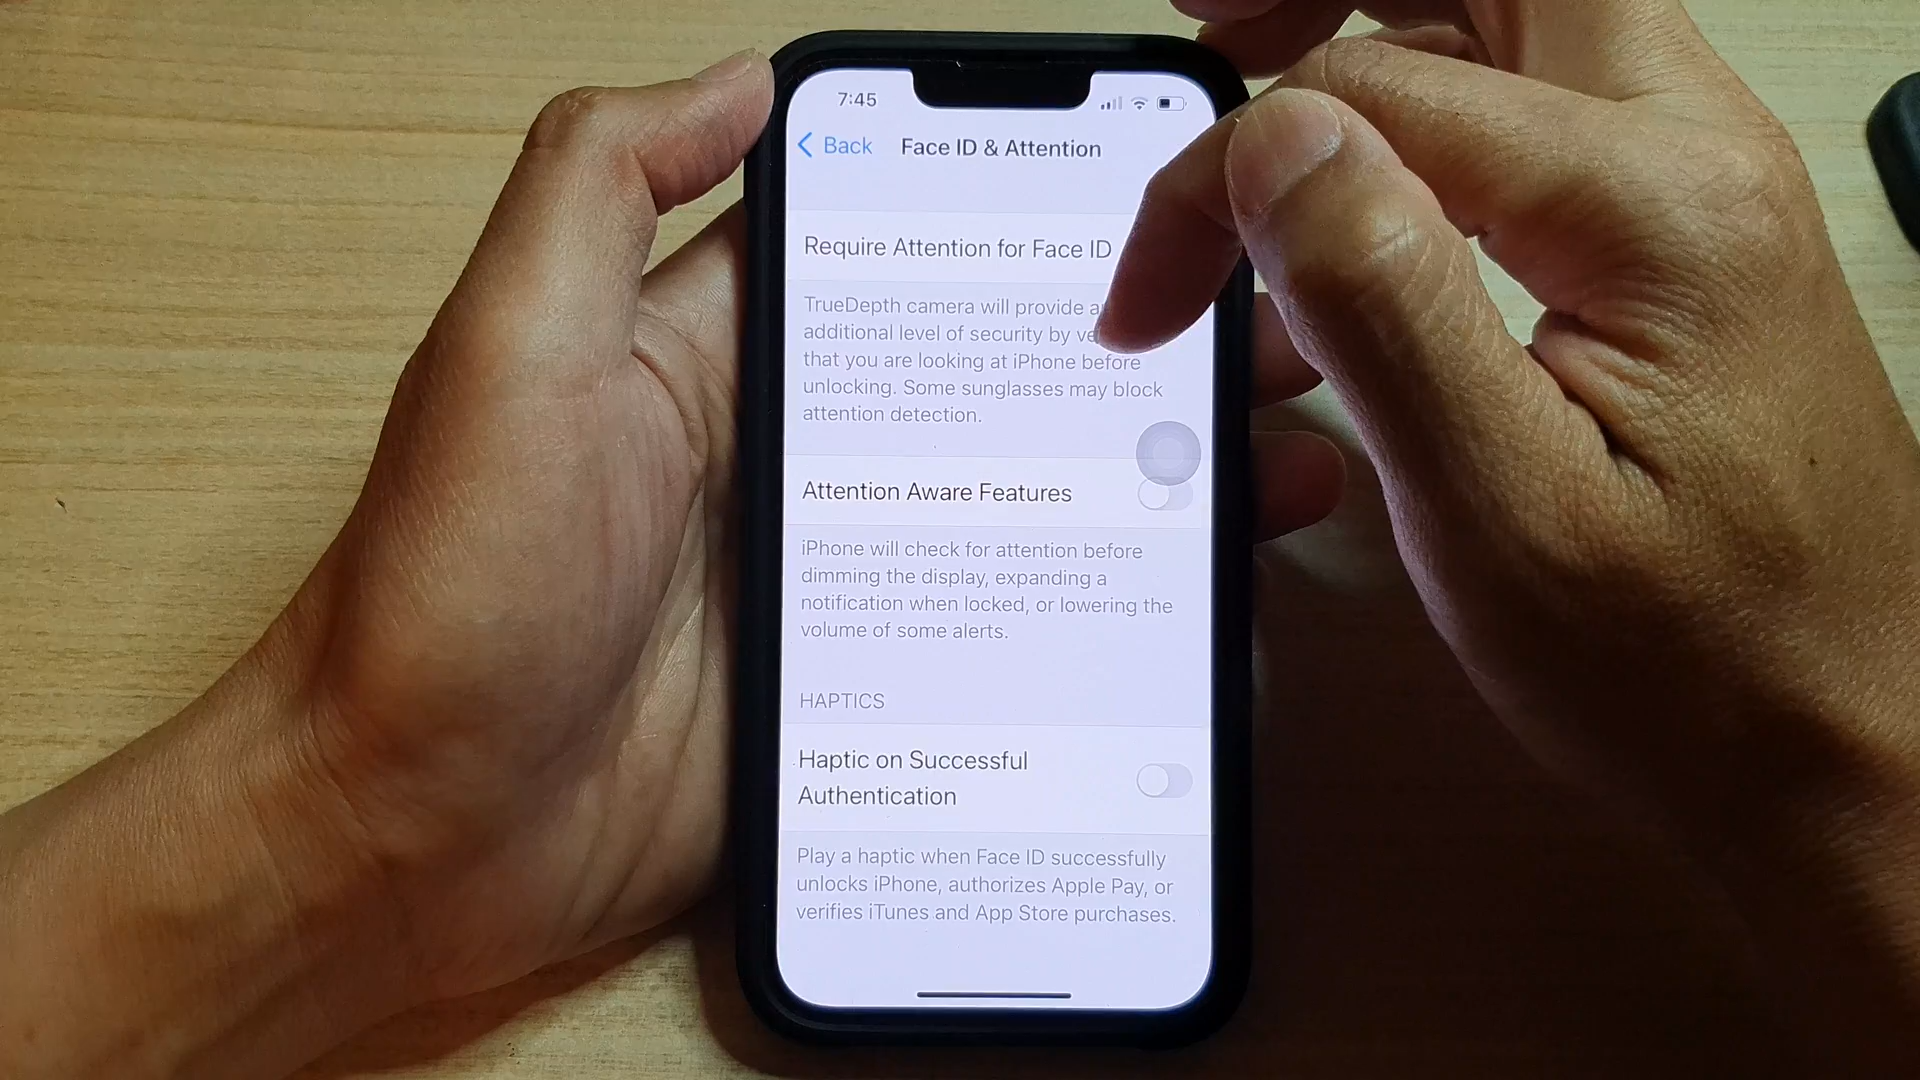 7:45
Back
Face ID & Attention
Require Attention for Face ID
TrueDepth camera will provide
additional level of security by
that you are looking at iPhone before
unlocking. Some sunglasses may block
attention detection.
Attention Aware Features
iPhone will check for attention before
dimming the display, expanding a
notification when locked, or lowering the
volume of some alerts.
HAPTICS
Haptic on Successful
Authentication
Play a haptic when Face ID successfully
unlocks iPhone, authorizes Apple Pay, or
verifies iTunes and App Store purchases.